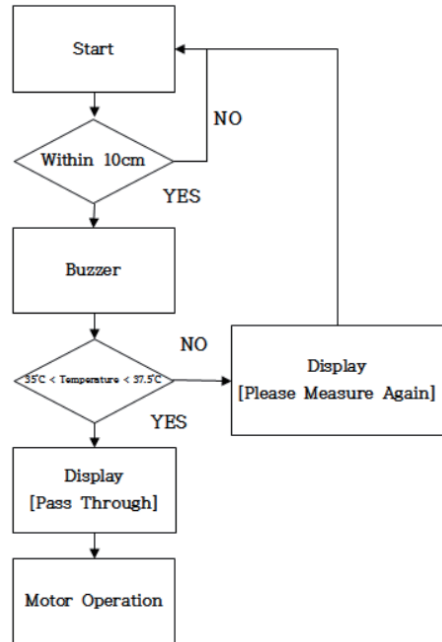 Start
NO
Within 10cm
YES
Buzzer
NO
35℃ < Temperature < 37.5℃
Display
[Please Measure Again]
YES
Display
[Pass Through]
Motor Operation